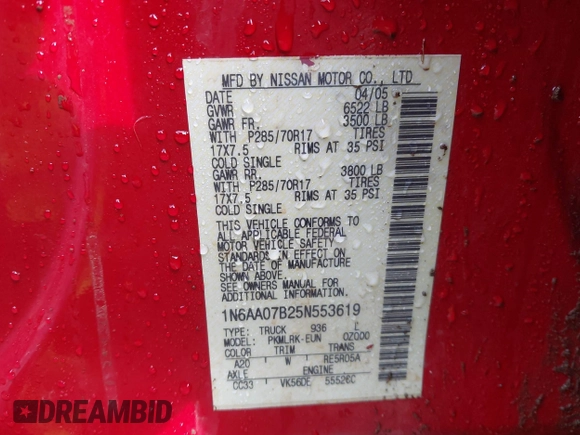 MFD BY NISSAN MOTOR CO., LTD
DATE 04/05
GVWR 6522 LB
GAWR FR. 3500 LB
WITH P285/70R17 TIRES
17X7.5 RIMS AT 35 PSI
COLD SINGLE
GAWR RR. 3800 LB
WITH P285/70R17 TIRES
17X7.5 RIMS AT 35 PSI
COLD SINGLE
THIS VEHICLE CONFORMS TO
ALL APPLICABLE FEDERAL
MOTOR VEHICLE SAFETY
STANDARDS IN EFFECT ON
THE DATE OF MANUFACTURE
SHOWN ABOVE.
SEE OWNERS MANUAL FOR
ADDITIONAL INFORMATION
1N6AA07B25N553619
TYPE: TRUCK 936 L
MODEL: PKMLRK-EUN 0Z000
COLOR TRIM TRANS
A20 W RE5R05A
AXLE ENGINE
CC33 VK56DE 55526C
DREAMBID